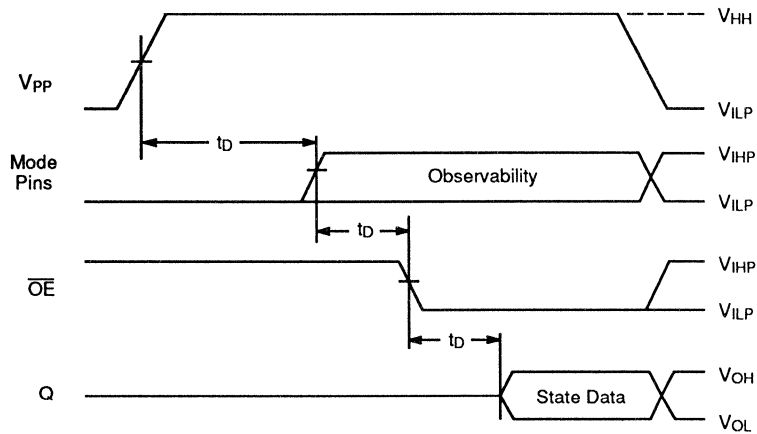 VHH
VPP
VILP
tD
Mode
Pins
Observability
VIHP
VILP
tD
OE
VIHP
VILP
tD
Q
State Data
VOH
VOL